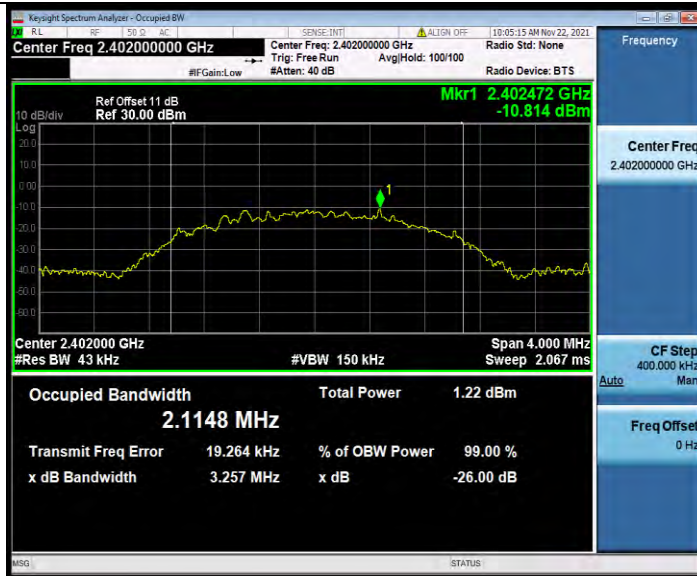 Keysight Spectrum Analyzer - Occupied BW
RL RF 50 Ω AC SENSE:INT ALIGN OFF 10:05:15 AM Nov 22, 2021
Center Freq 2.402000000 GHz
Center Freq: 2.402000000 GHz Radio Std: None
Trig: Free Run Avg|Hold: 100/100
#IFGain:Low #Atten: 40 dB Radio Device: BTS
Frequency
Mkr1 2.402472 GHz
-10.814 dBm
Ref Offset 11 dB
10 dB/div Ref 30.00 dBm
Log
20.0
10.0
0.00
-10.0
-20.0
-30.0
-40.0
-50.0
-60.0
1
Center 2.402000 GHz Span 4.000 MHz
#Res BW 43 kHz #VBW 150 kHz Sweep 2.067 ms
Occupied Bandwidth Total Power 1.22 dBm
2.1148 MHz
Transmit Freq Error 19.264 kHz % of OBW Power 99.00 %
x dB Bandwidth 3.257 MHz x dB -26.00 dB
Center Freq
2.402000000 GHz
CF Step
400.000 kHz
Auto Man
Freq Offset
0 Hz
MSG STATUS